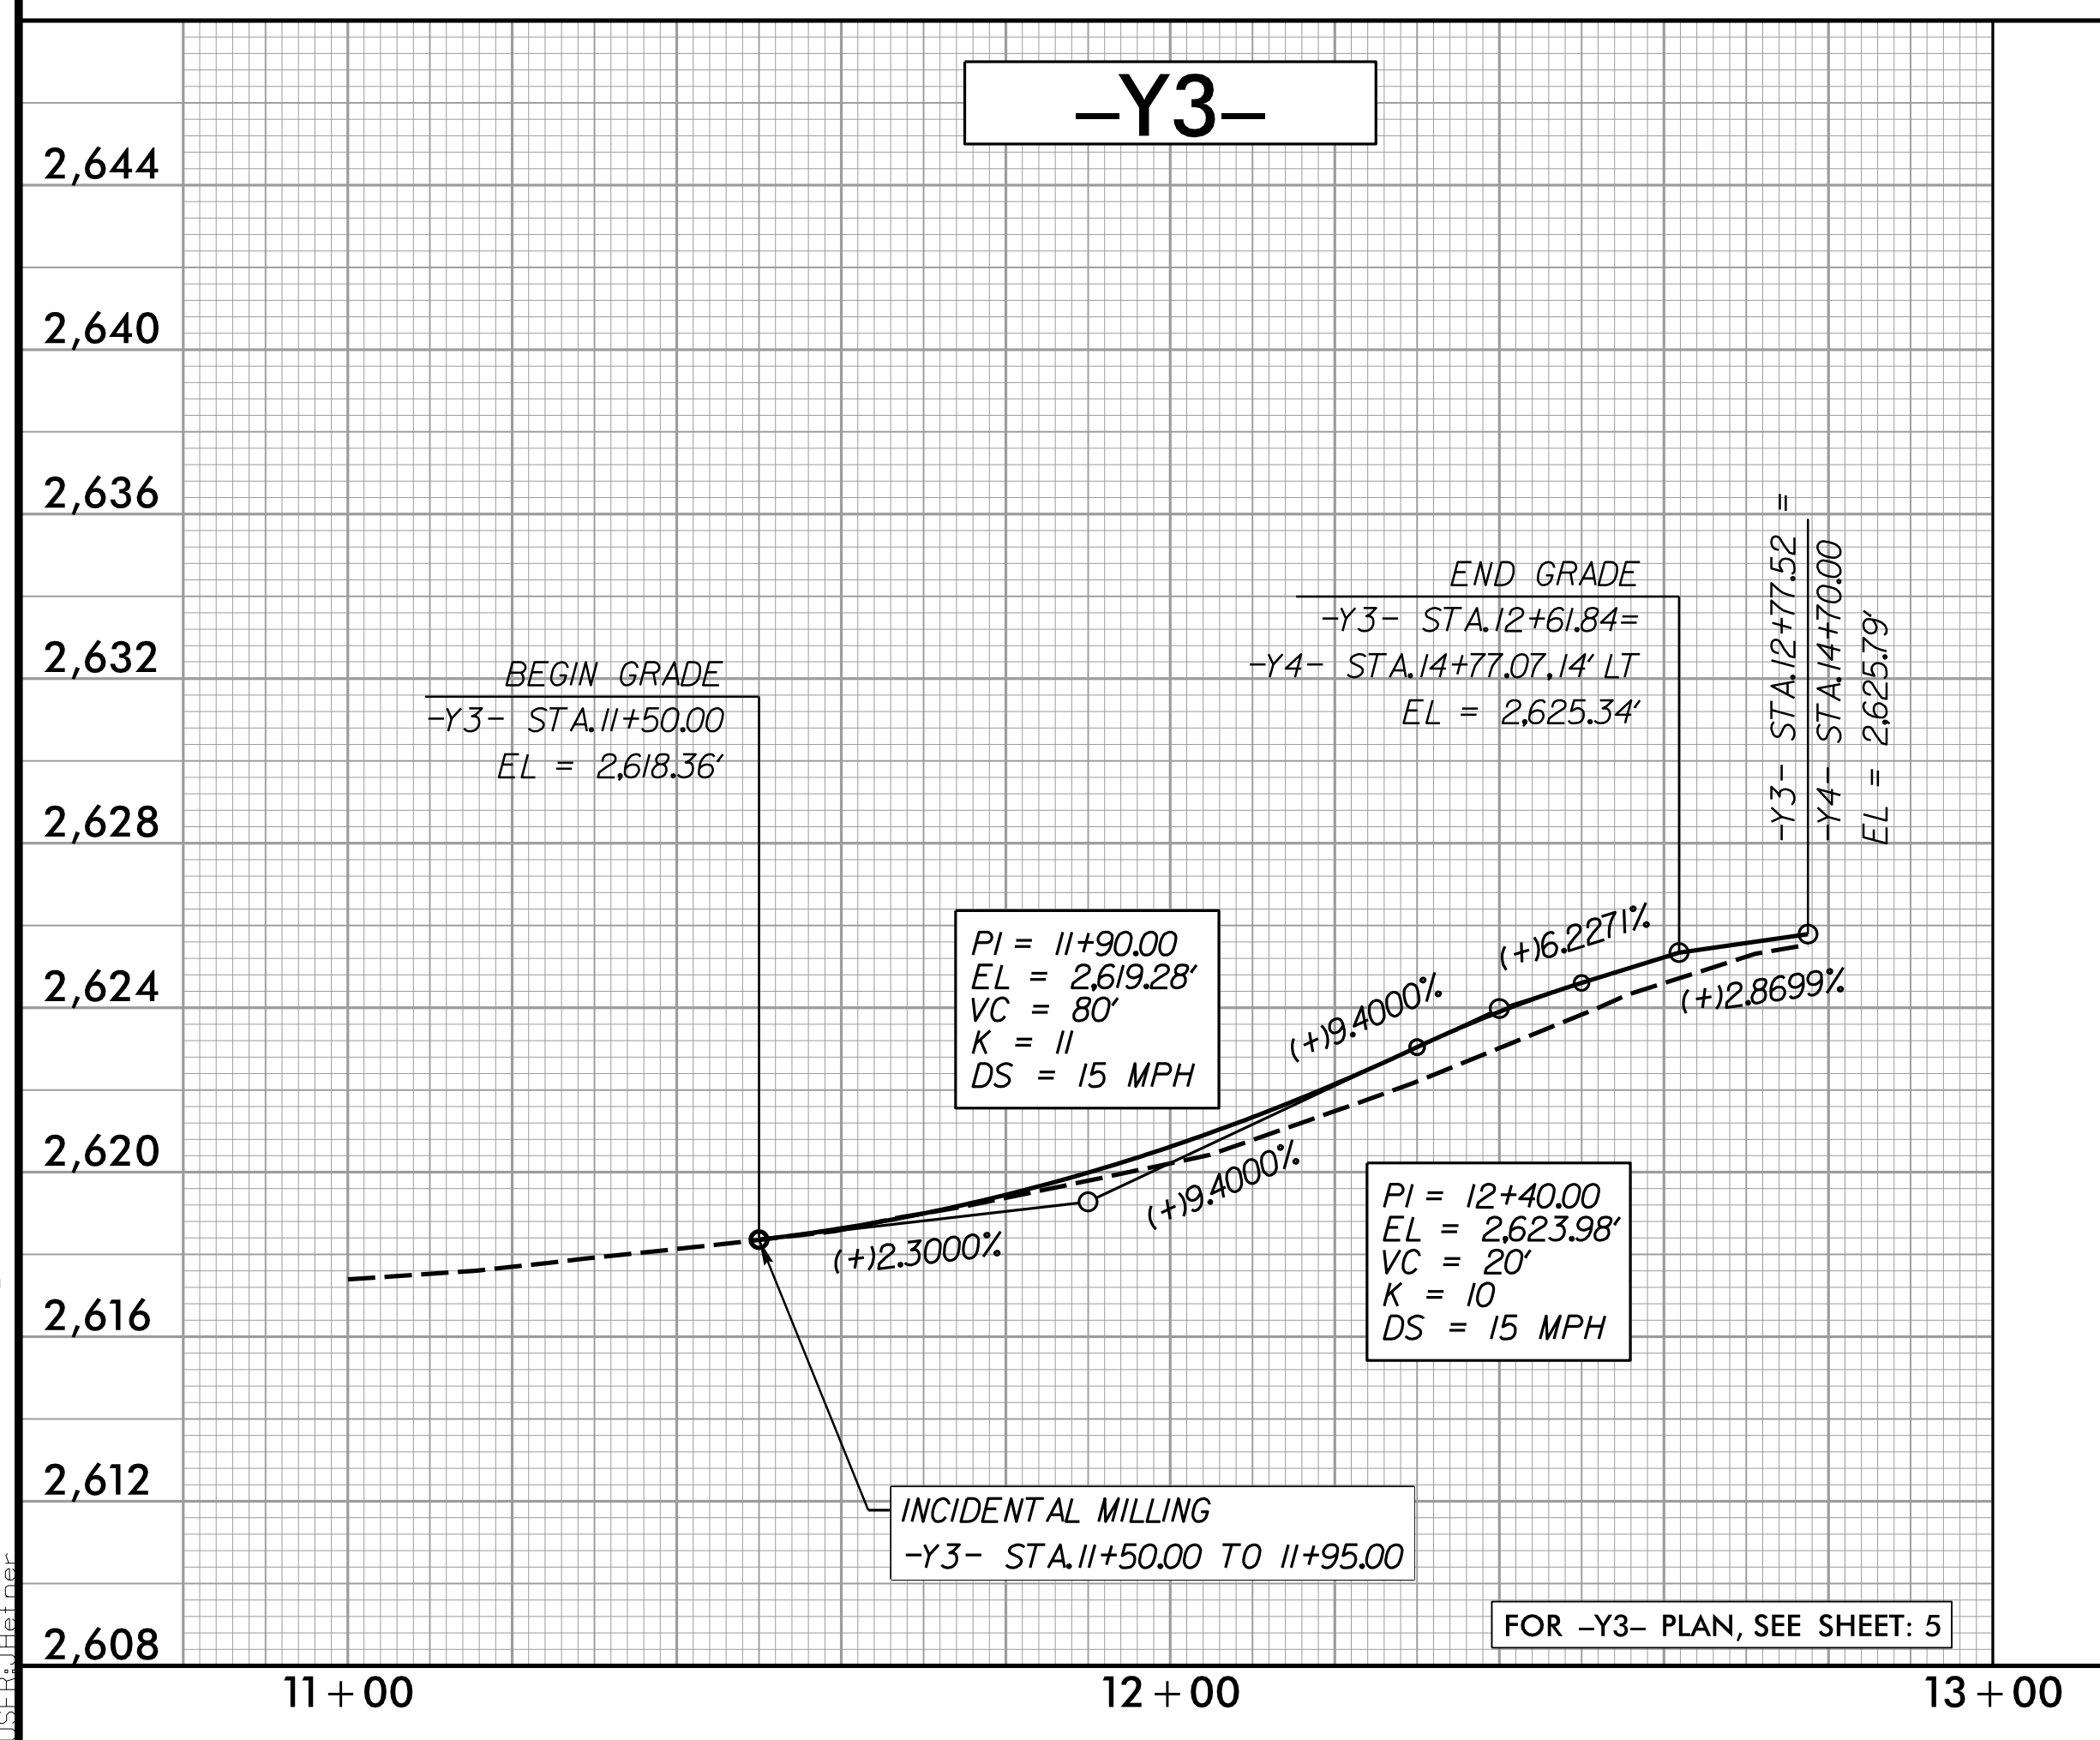 –Y3–
2,644
2,640
2,636
2,632
2,628
2,624
2,620
2,616
2,612
2,608
BEGIN GRADE
-Y3- STA.11+50.00
EL = 2,618.36'
END GRADE
-Y3- STA.12+61.84=
-Y4- STA.14+77.07,14' LT
EL = 2,625.34'
-Y3- STA.12+77.52 =
-Y4- STA.14+70.00
EL = 2,625.79'
PI = 11+90.00
EL = 2,619.28'
VC = 80'
K = 11
DS = 15 MPH
(+)2.3000%
(+)9.4000%
(+)9.4000%
(+)6.2271%
(+)2.8699%
PI = 12+40.00
EL = 2,623.98'
VC = 20'
K = 10
DS = 15 MPH
INCIDENTAL MILLING
-Y3- STA.11+50.00 TO 11+95.00
FOR –Y3– PLAN, SEE SHEET: 5
11+00
12+00
13+00